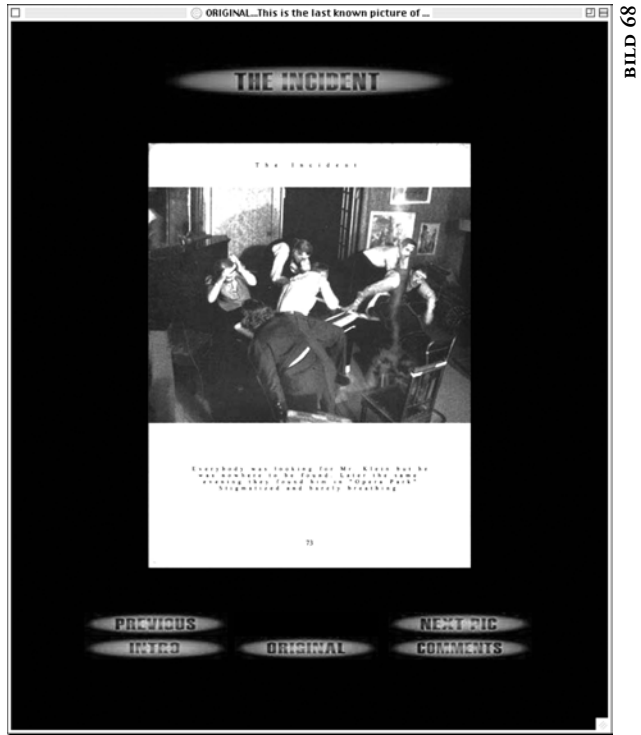 ORIGINAL...This is the last known picture of ...
BILD 68
THE INCIDENT
The Incident
Everybody was looking for Mr. Klein but he
was nowhere to be found. Later the same
evening they found him in "Opera Park"
Stigmatized and barely breathing
73
PREVIOUS
NEXT PIC
INTRO
ORIGINAL
COMMENTS